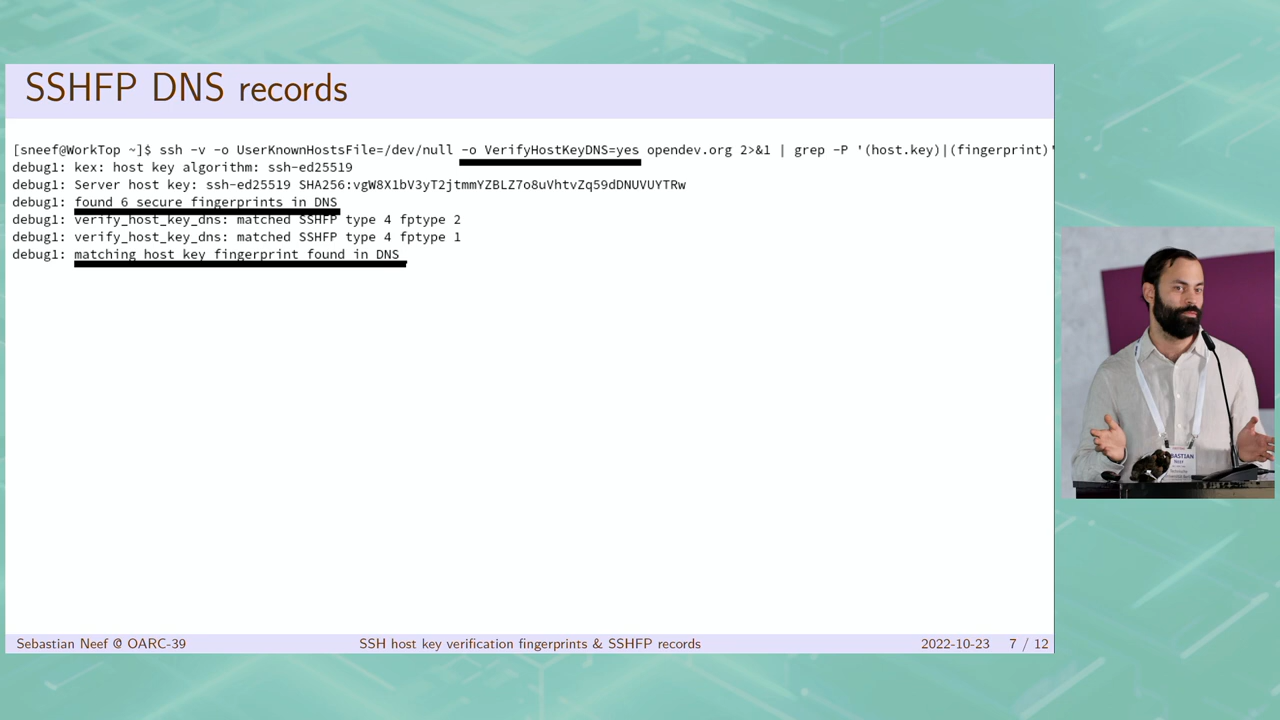 SSHFP DNS records
[sneef@WorkTop ~]$ ssh -v -o UserKnownHostsFile=/dev/null -o VerifyHostKeyDNS=yes opendev.org 2>&1 | grep -P '(host.key)|(fingerprint)'
debug1: kex: host key algorithm: ssh-ed25519
debug1: Server host key: ssh-ed25519 SHA256:vgW8X1bV3yT2jtmmYZBLZ7o8uVhtvZq59dDNUVUYTRw
debug1: found 6 secure fingerprints in DNS
debug1: verify_host_key_dns: matched SSHFP type 4 fptype 2
debug1: verify_host_key_dns: matched SSHFP type 4 fptype 1
debug1: matching host key fingerprint found in DNS
BASTIAN
Neef
Sebastian Neef @ OARC-39 SSH host key verification fingerprints & SSHFP records 2022-10-23 7 / 12